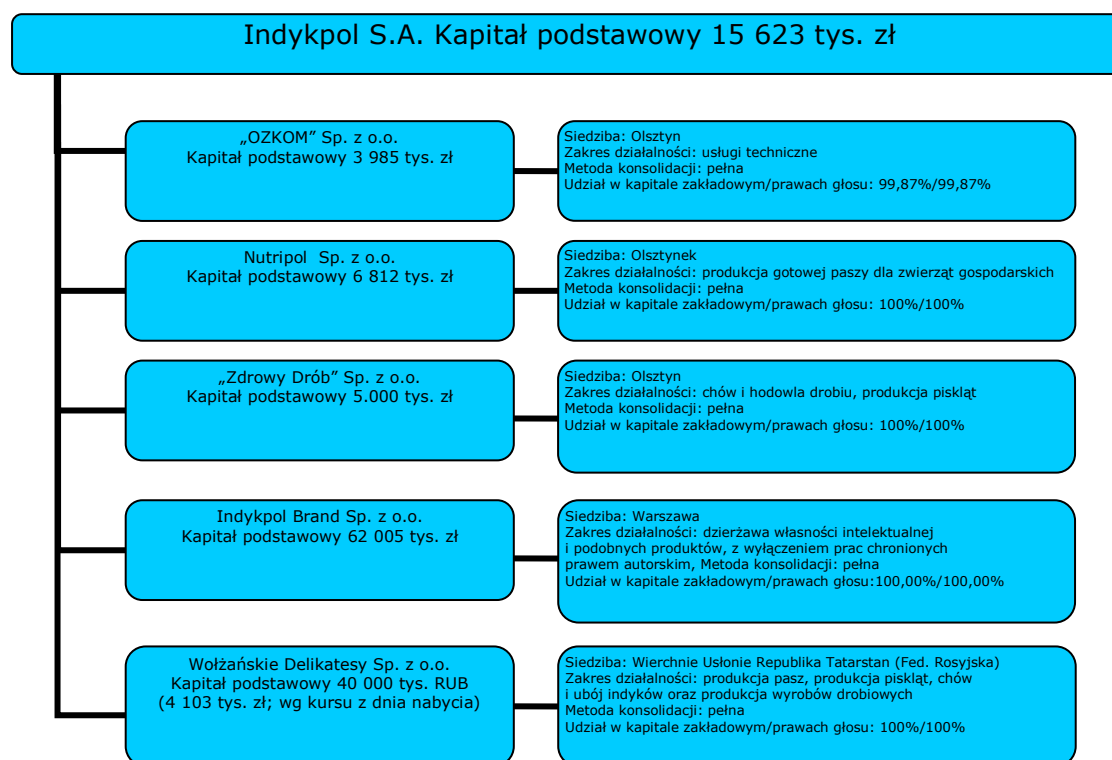 Indykpol S.A. Kapitał podstawowy 15 623 tys. zł
„OZKOM” Sp. z o.o.
Kapitał podstawowy 3 985 tys. zł
Siedziba: Olsztyn
Zakres działalności: usługi techniczne
Metoda konsolidacji: pełna
Udział w kapitale zakładowym/prawach głosu: 99,87%/99,87%
Nutripol Sp. z o.o.
Kapitał podstawowy 6 812 tys. zł
Siedziba: Olsztynek
Zakres działalności: produkcja gotowej paszy dla zwierząt gospodarskich
Metoda konsolidacji: pełna
Udział w kapitale zakładowym/prawach głosu: 100%/100%
„Zdrowy Drób” Sp. z o.o.
Kapitał podstawowy 5.000 tys. zł
Siedziba: Olsztyn
Zakres działalności: chów i hodowla drobiu, produkcja piskląt
Metoda konsolidacji: pełna
Udział w kapitale zakładowym/prawach głosu: 100%/100%
Indykpol Brand Sp. z o.o.
Kapitał podstawowy 62 005 tys. zł
Siedziba: Warszawa
Zakres działalności: dzierżawa własności intelektualnej
i podobnych produktów, z wyłączeniem prac chronionych
prawem autorskim, Metoda konsolidacji: pełna
Udział w kapitale zakładowym/prawach głosu:100,00%/100,00%
Wołżańskie Delikatesy Sp. z o.o.
Kapitał podstawowy 40 000 tys. RUB
(4 103 tys. zł; wg kursu z dnia nabycia)
Siedziba: Wierchnie Usłonie Republika Tatarstan (Fed. Rosyjska)
Zakres działalności: produkcja pasz, produkcja piskląt, chów
i ubój indyków oraz produkcja wyrobów drobiowych
Metoda konsolidacji: pełna
Udział w kapitale zakładowym/prawach głosu: 100%/100%